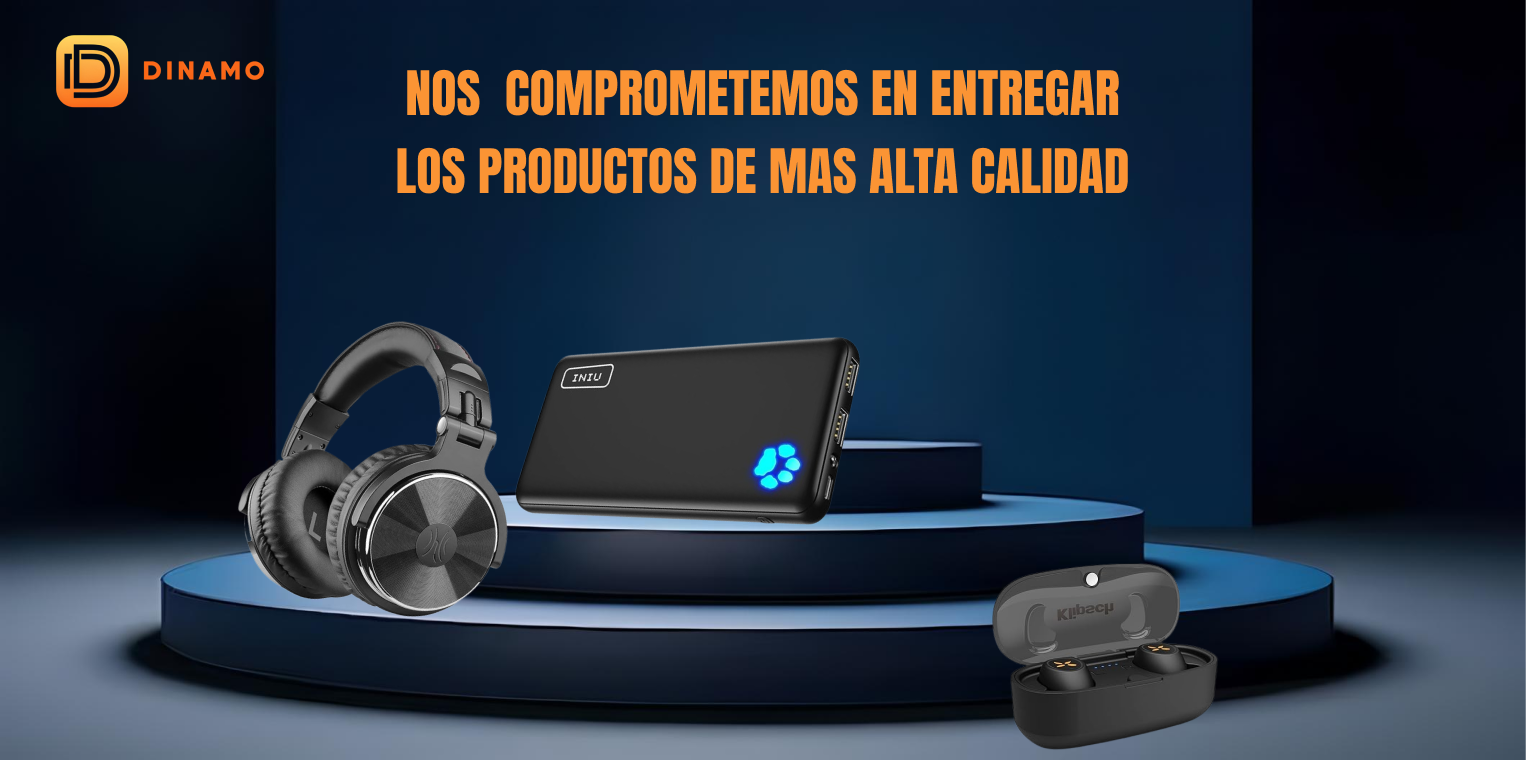 DINAMO
NOS COMPROMETEMOS EN ENTREGAR
LOS PRODUCTOS DE MAS ALTA CALIDAD
INIU
Klipsch